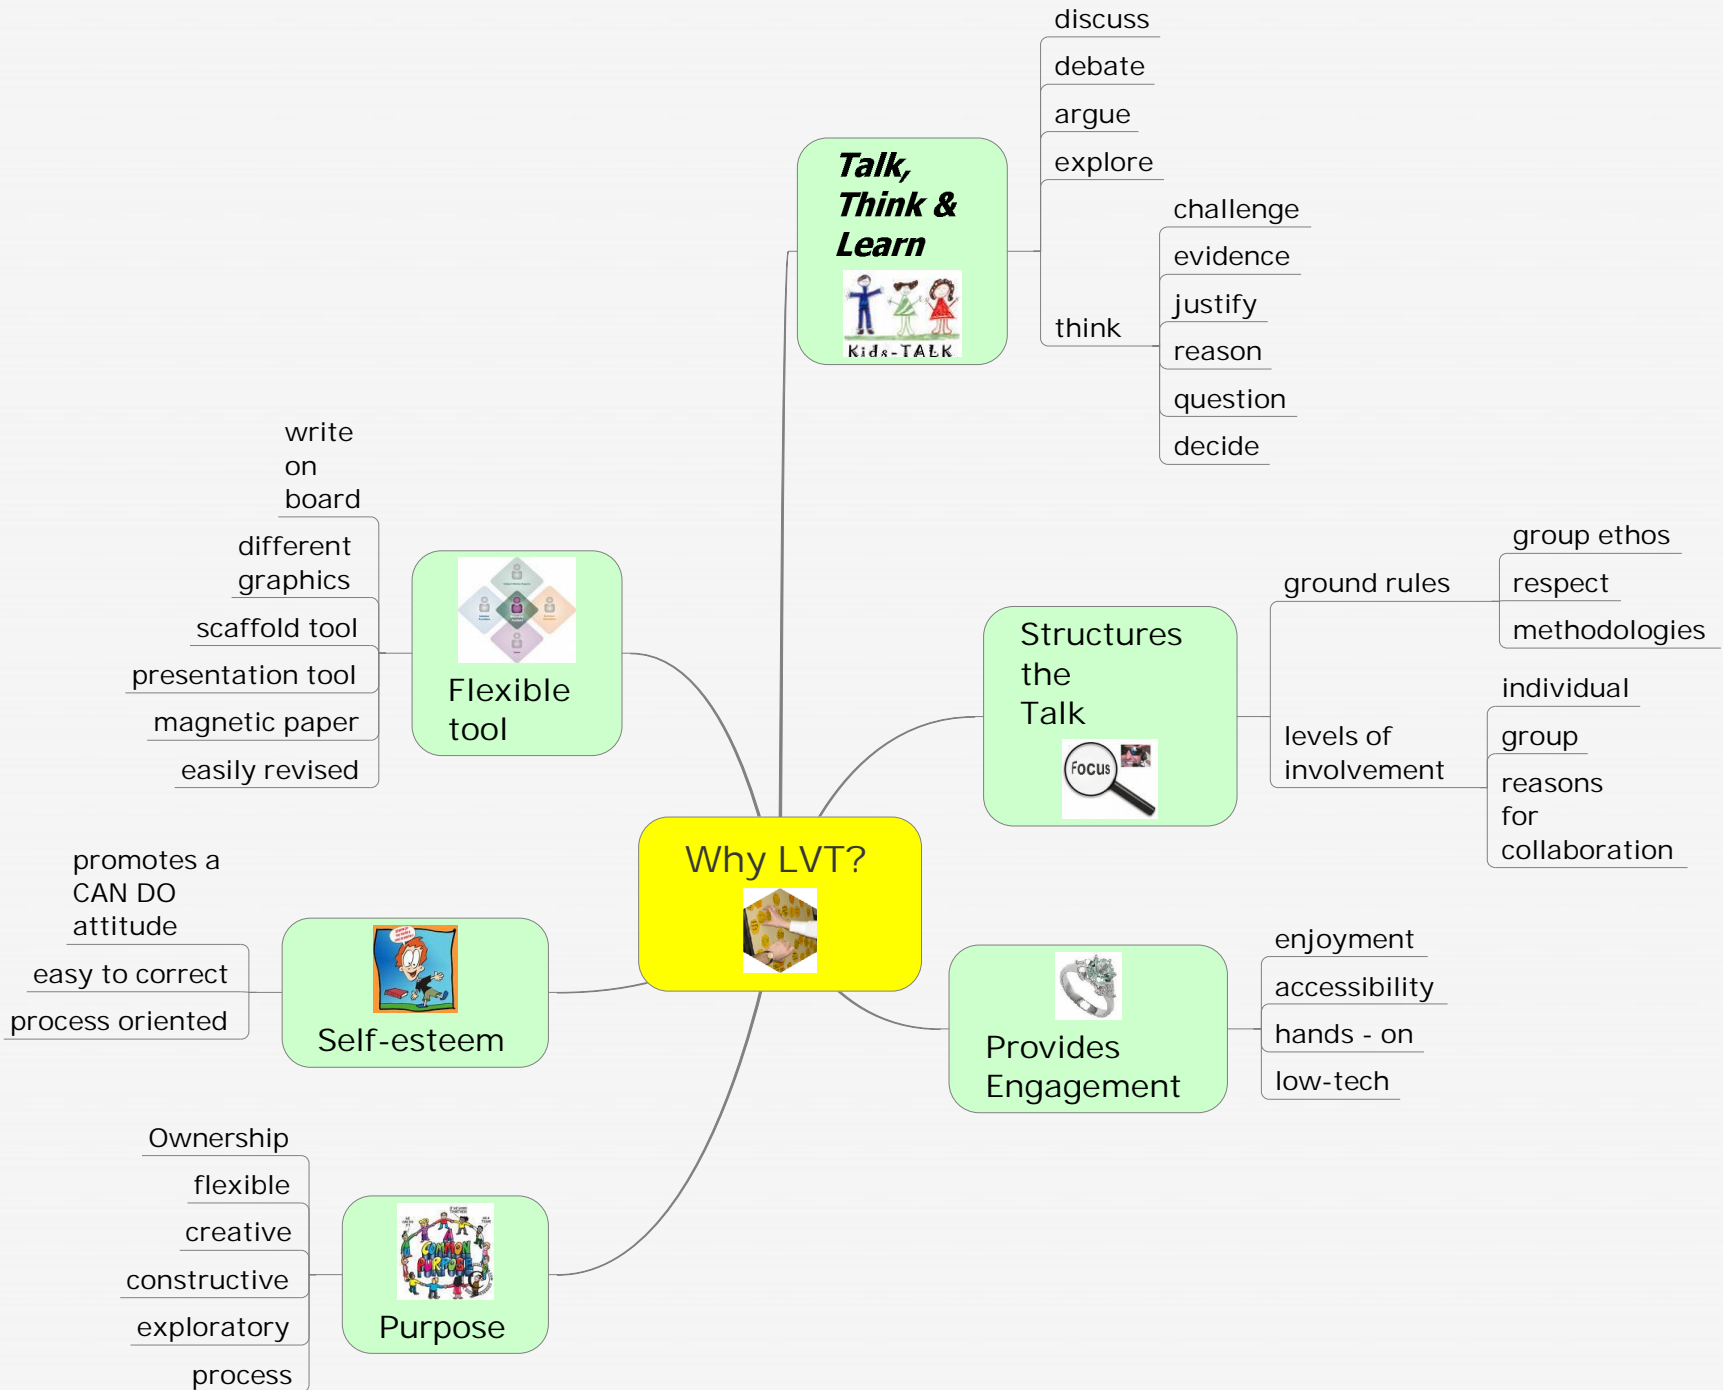 discuss
debate
argue
explore
think
challenge
evidence
justify
reason
question
decide
Talk,
Think &
Learn
Kids-TALK
write
on
board
different
graphics
scaffold tool
presentation tool
magnetic paper
easily revised
Flexible
tool
Structures
the
Talk
Focus
ground rules
group ethos
respect
methodologies
levels of
involvement
individual
group
reasons
for
collaboration
Why LVT?
promotes a
CAN DO
attitude
easy to correct
process oriented
Self-esteem
Provides
Engagement
enjoyment
accessibility
hands - on
low-tech
Ownership
flexible
creative
constructive
exploratory
process
A
COMMON
PURPOSE
Purpose